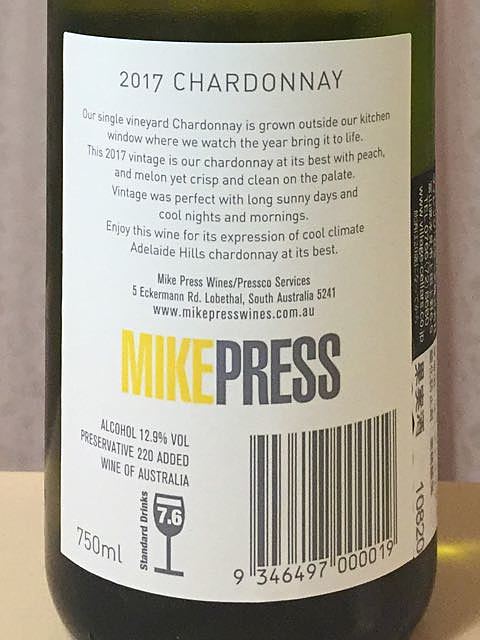 2017 CHARDONNAY
Our single vineyard Chardonnay is grown outside our kitchen
window where we watch the year bring it to life.
This 2017 vintage is our chardonnay at its best with peach,
and melon yet crisp and clean on the palate.
Vintage was perfect with long sunny days and
cool nights and mornings.
Enjoy this wine for its expression of cool climate
Adelaide Hills chardonnay at its best.
Mike Press Wines/Pressco Services
5 Eckermann Rd. Lobethal, South Australia 5241
www.mikepresswines.com.au
MIKEPRESS
ALCOHOL 12.9% VOL
PRESERVATIVE 220 ADDED
WINE OF AUSTRALIA
Standard Drinks
7.6
750ml
9 346497 000019
果実酒
10820